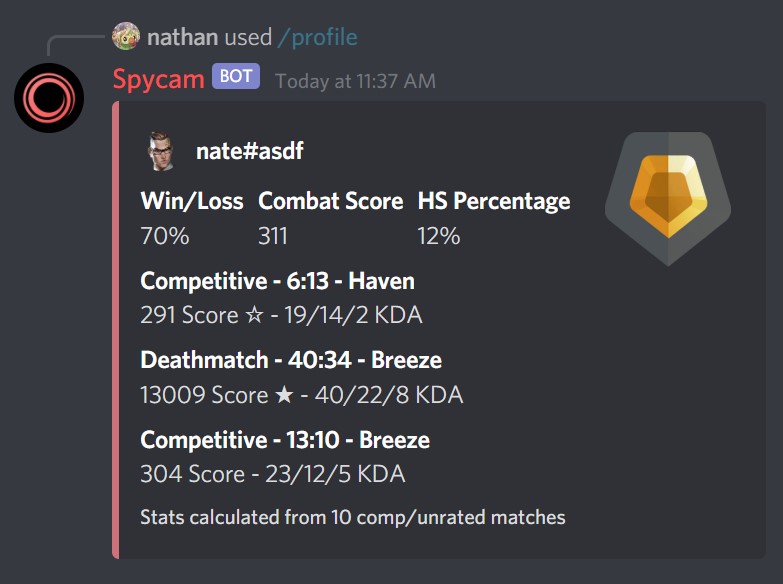 nathan used /profile
Spycam BOT Today at 11:37 AM
nate#asdf
Win/Loss Combat Score HS Percentage
70% 311 12%
Competitive - 6:13 - Haven
291 Score ☆ - 19/14/2 KDA
Deathmatch - 40:34 - Breeze
13009 Score ★ - 40/22/8 KDA
Competitive - 13:10 - Breeze
304 Score - 23/12/5 KDA
Stats calculated from 10 comp/unrated matches